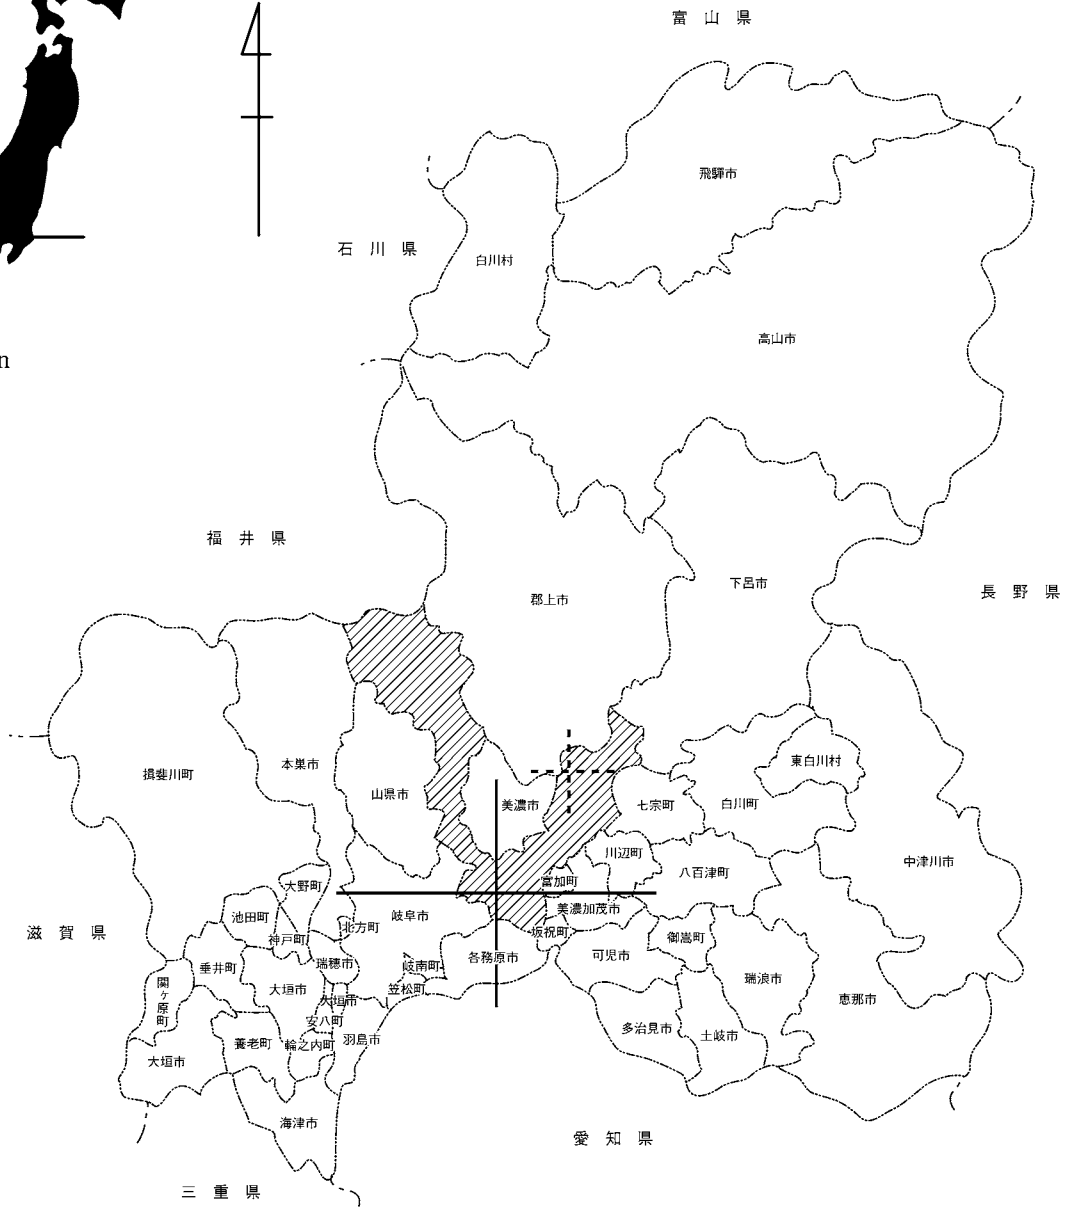 富山県
飛騨市
石川県
白川村
高山市
n
福井県
下呂市
長野県
郡上市
東白川村
本巣市
揖斐川町
山県市
美濃市
七宗町
白川町
川辺町
中津川市
八百津町
富加町
大野町
美濃加茂市
池田町
岐阜市
北方町
坂祝町
滋賀県
神戸町
御嵩町
各務原市
可児市
瑞穂市
岐南町
垂井町
瑞浪市
関ヶ原町
大垣市
笠松町
大垣市
恵那市
安八町
多治見市
土岐市
養老町
輪之内町
羽島市
大垣市
海津市
愛知県
三重県